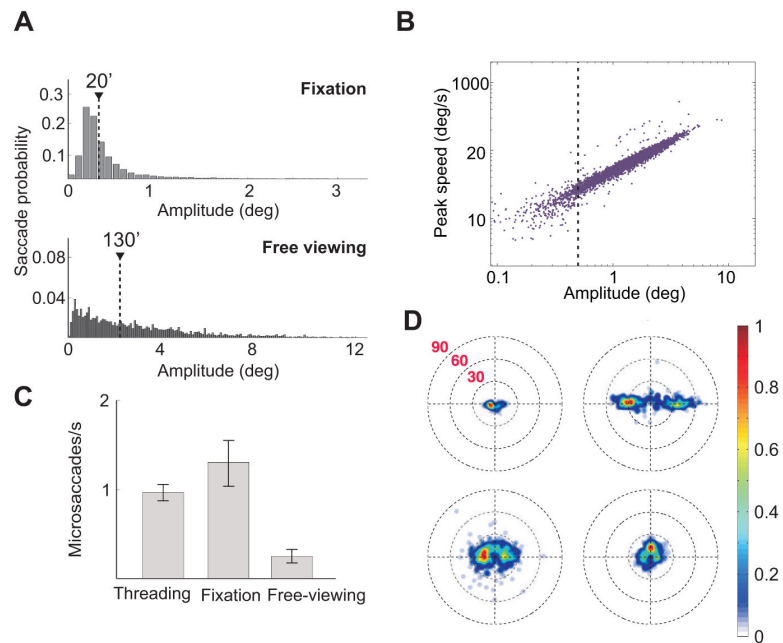 A
20'
Fixation
0.3
0.2
0.1
0
1
2
3
Amplitude (deg)
Saccade probability
130'
Free viewing
0.08
0.04
0
4
8
12
Amplitude (deg)
B
1000
20
10
Peak speed (deg/s)
0.1
1
10
Amplitude (deg)
C
2
1
Microsaccades/s
Threading
Fixation
Free-viewing
D
90
60
30
1
0.8
0.6
0.4
0.2
0